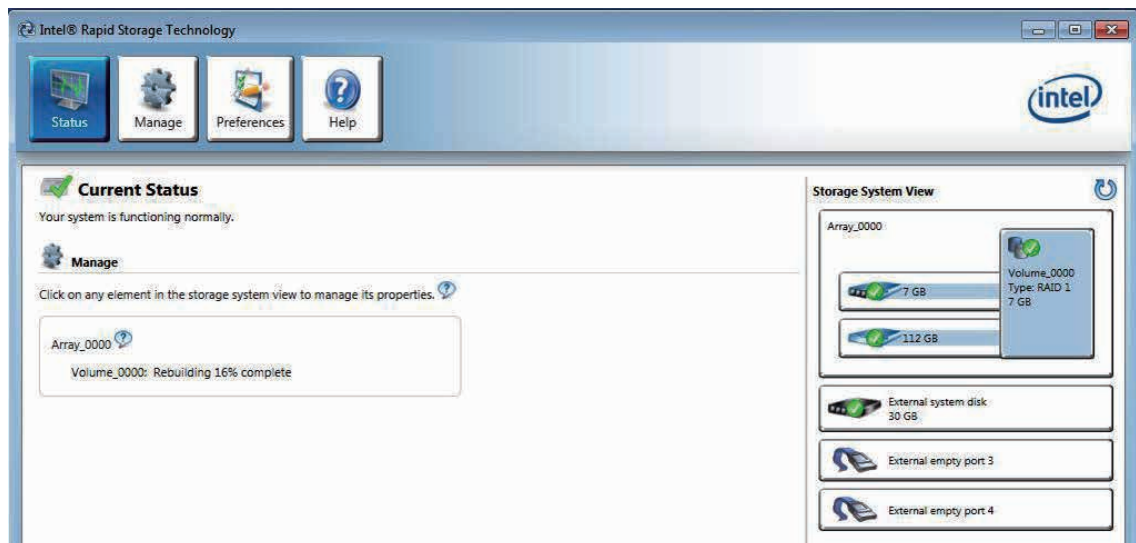 Intel® Rapid Storage Technology
Status
Manage
Preferences
Help
(intel)
Current Status
Your system is functioning normally.
Manage
Click on any element in the storage system view to manage its properties.
Array_0000
Volume_0000: Rebuilding 16% complete
Storage System View
Array_0000
Volume_0000
Type: RAID 1
7 GB
7 GB
112 GB
External system disk
30 GB
External empty port 3
External empty port 4